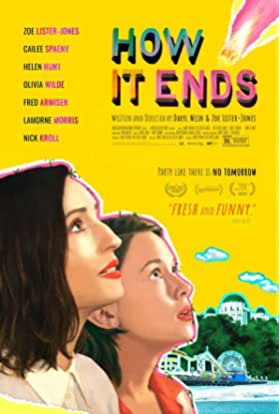 ZOE LISTER-JONES
CAILEE SPAENY
HELEN HUNT
OLIVIA WILDE
FRED ARMISEN
LAMORNE MORRIS
NICK KROLL
HOW
IT ENDS
WRITTEN AND DIRECTED BY DARYL WEIN & ZOE LISTER-JONES
PARTY LIKE THERE IS NO TOMORROW
"FRESH AND FUNNY."